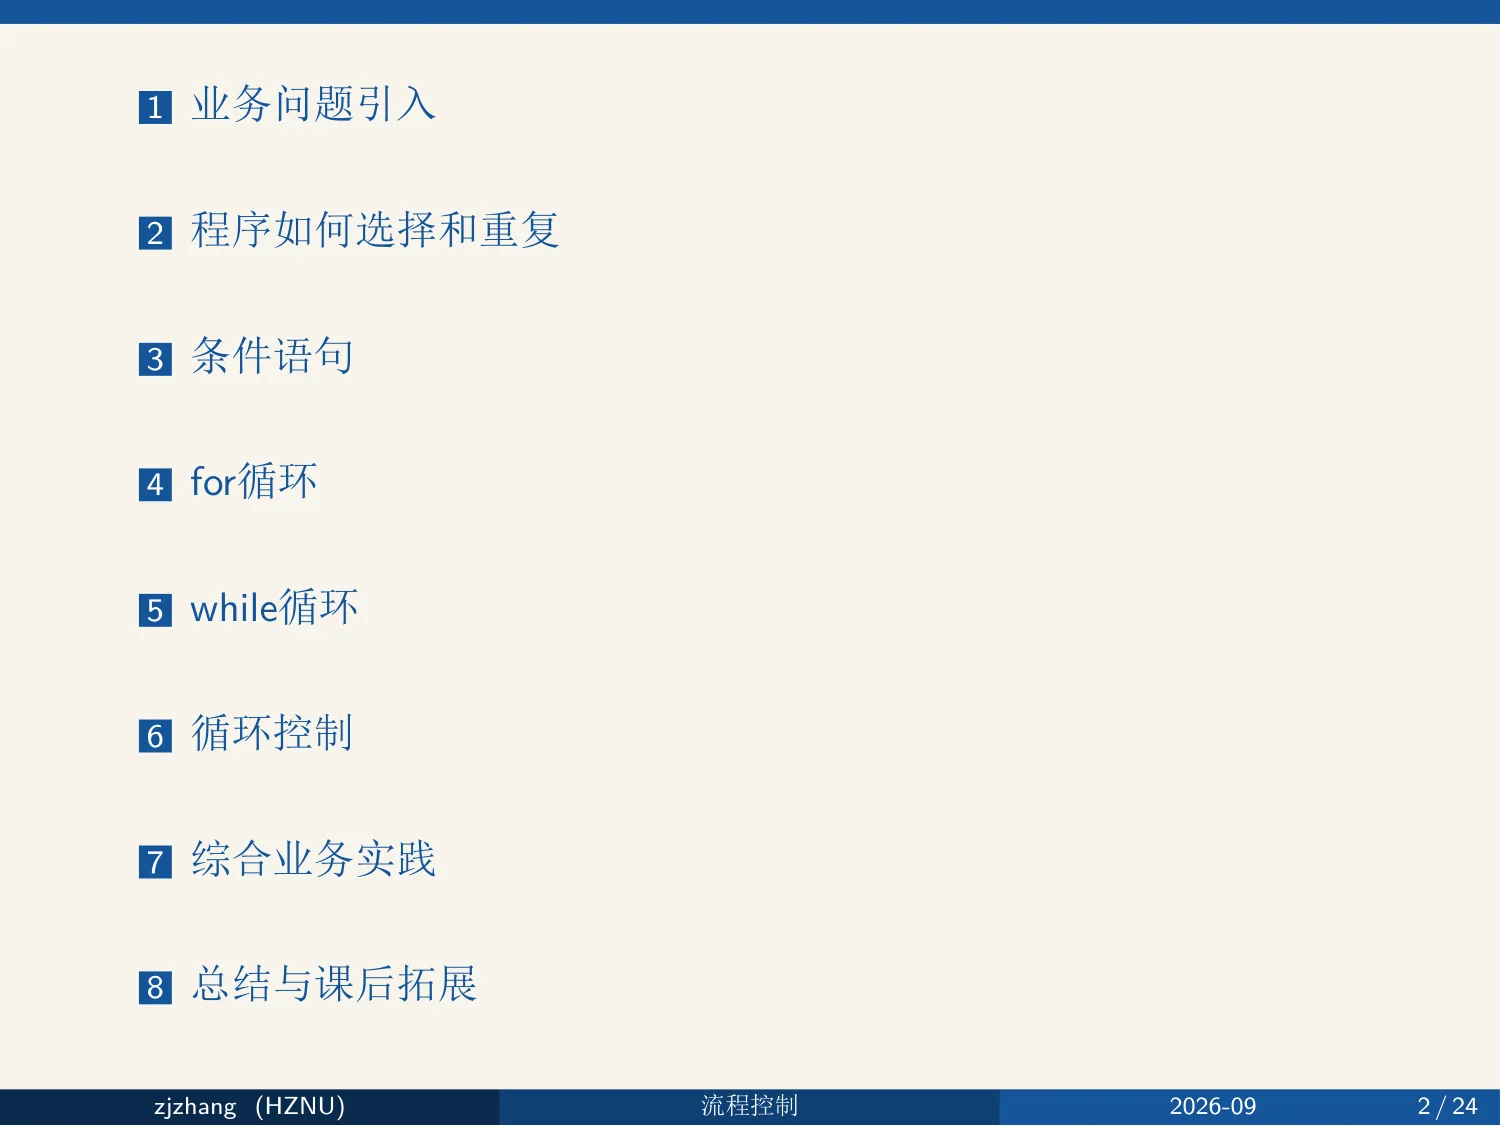 1 业务问题引入
2 程序如何选择和重复
3 条件语句
4 for循环
5 while循环
6 循环控制
7 综合业务实践
8 总结与课后拓展
zjzhang (HZNU) 流程控制 2026-09 2 / 24